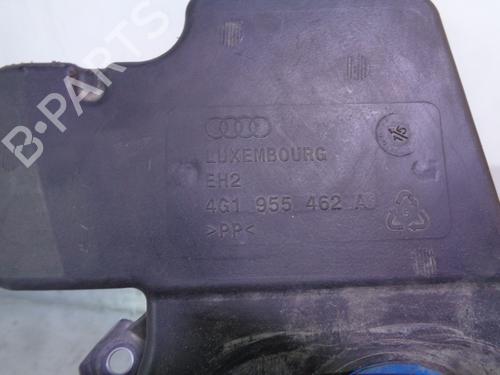 B-PARTS
LUXEMBOURG
EH2
4G1 955 462 A
>PP<